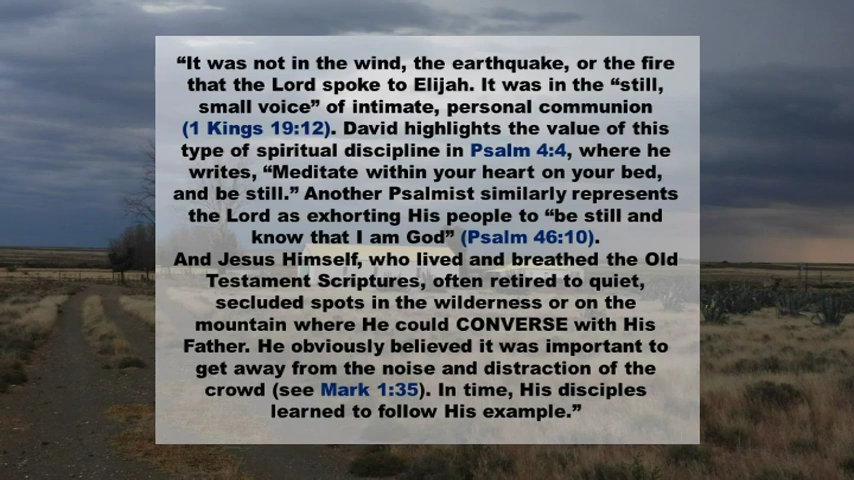 “It was not in the wind, the earthquake, or the fire
that the Lord spoke to Elijah. It was in the “still,
small voice” of intimate, personal communion
(1 Kings 19:12). David highlights the value of this
type of spiritual discipline in Psalm 4:4, where he
writes, “Meditate within your heart on your bed,
and be still.” Another Psalmist similarly represents
the Lord as exhorting His people to “be still and
know that I am God” (Psalm 46:10).
And Jesus Himself, who lived and breathed the Old
Testament Scriptures, often retired to quiet,
secluded spots in the wilderness or on the
mountain where He could CONVERSE with His
Father. He obviously believed it was important to
get away from the noise and distraction of the
crowd (see Mark 1:35). In time, His disciples
learned to follow His example.”